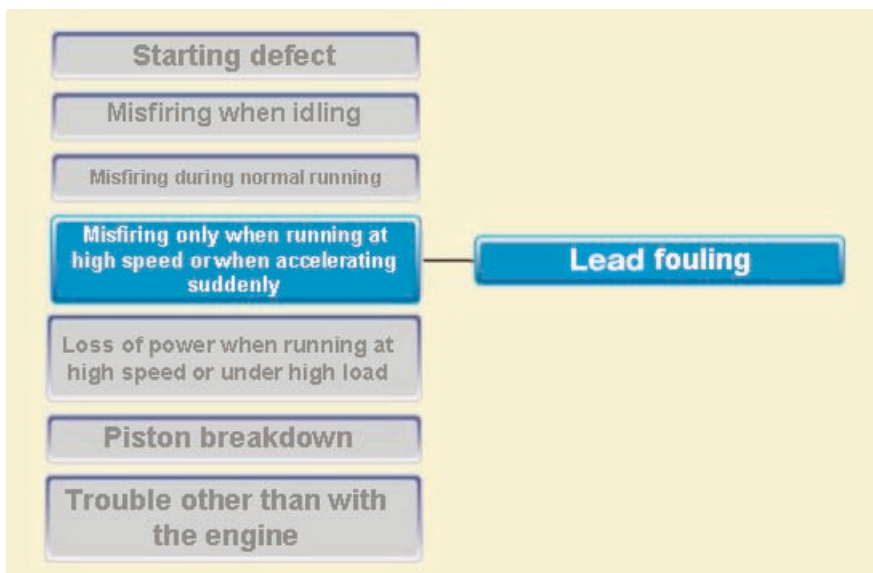 Starting defect
Misfiring when idling
Misfiring during normal running
Misfiring only when running at
high speed or when accelerating
suddenly
Lead fouling
Loss of power when running at
high speed or under high load
Piston breakdown
Trouble other than with
the engine